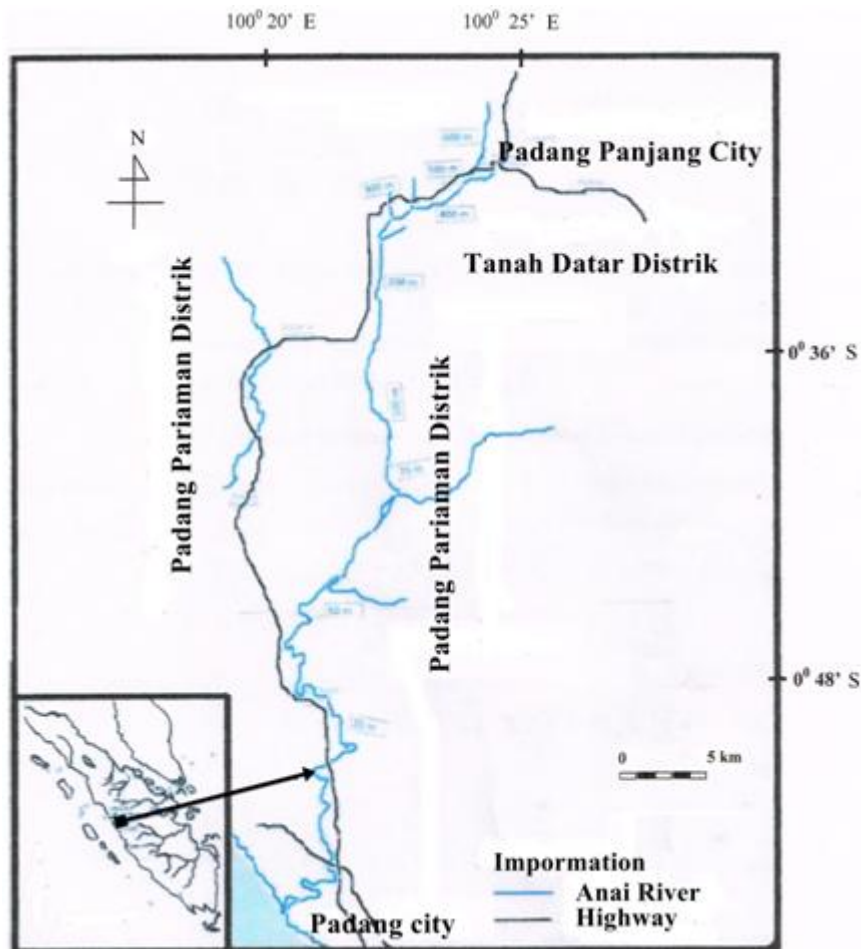 100⁰ 20' E
100⁰ 25' E
N
Padang Panjang City
Tanah Datar Distrik
Padang Pariaman Distrik
0⁰ 36' S
Padang Pariaman Distrik
0⁰ 48' S
0 5 km
Impormation
Anai River
Highway
Padang city